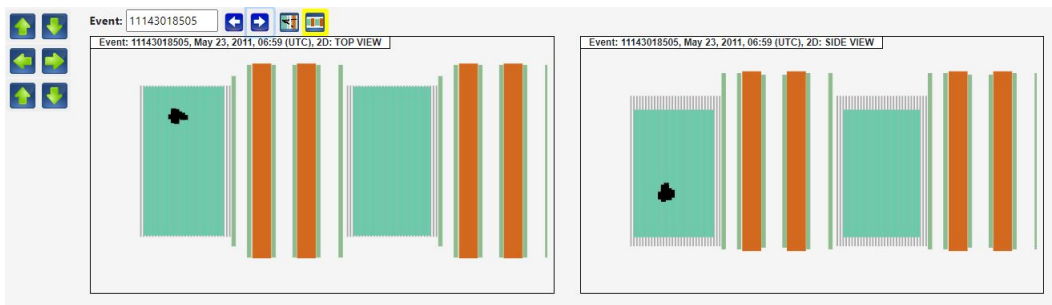 Event: 11143018505
Event: 11143018505, May 23, 2011, 06:59 (UTC), 2D: TOP VIEW
Event: 11143018505, May 23, 2011, 06:59 (UTC), 2D: SIDE VIEW